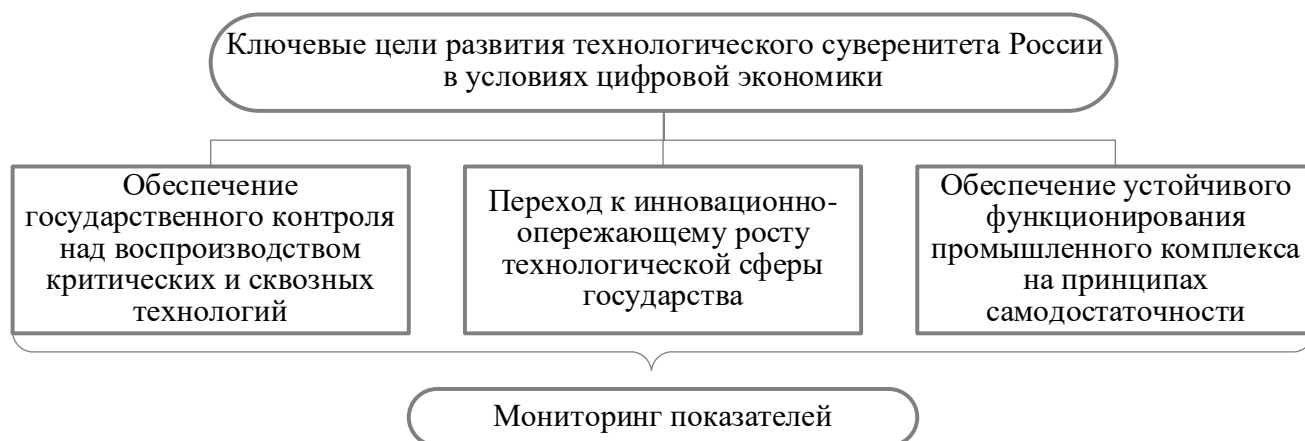 Ключевые цели развития технологического суверенитета России
в условиях цифровой экономики
Обеспечение
государственного контроля
над воспроизводством
критических и сквозных
технологий
Переход к инновационно-
опережающему росту
технологической сферы
государства
Обеспечение устойчивого
функционирования
промышленного комплекса
на принципах
самодостаточности
Мониторинг показателей